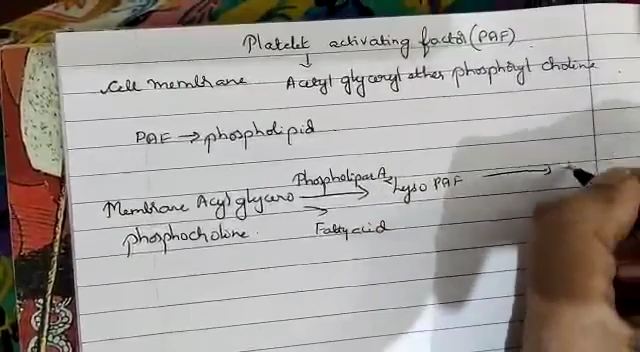 Platelet activating factor (PAF)
↓
Cell membrane Acetyl glyceryl ether phosphoryl choline
PAF → phospholipid
Membrane Acyl glycero Phospholipase A2 → Lyso PAF →
phosphocholine. Fatty acid